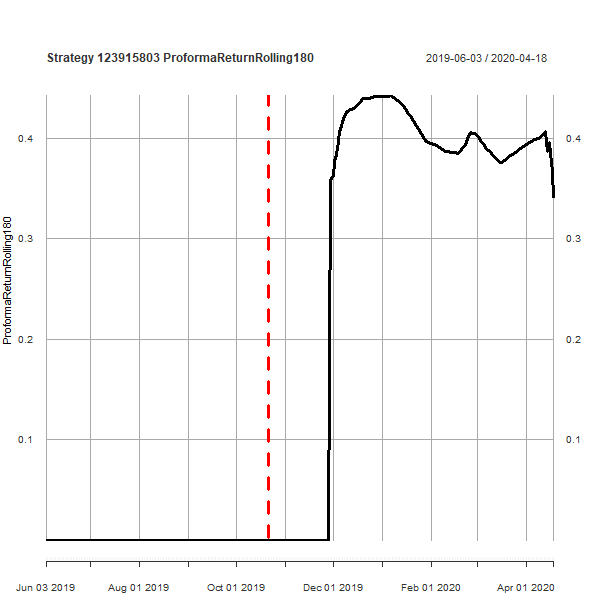 Strategy 123915803 ProformaReturnRolling180
2019-06-03 / 2020-04-18
ProformaReturnRolling180
0.4
0.3
0.2
0.1
0.4
0.3
0.2
0.1
Jun 03 2019
Aug 01 2019
Oct 01 2019
Dec 01 2019
Feb 01 2020
Apr 01 2020